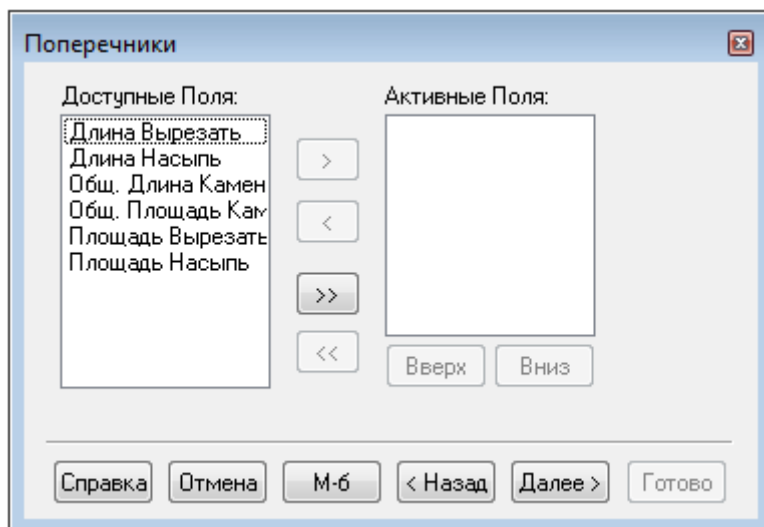 Поперечники
Доступные Поля:
Активные Поля:
Длина Вырезать
Длина Насыпь
Общ. Длина Камен
Общ. Площадь Кам
Площадь Вырезать
Площадь Насыпь
>
<
>>
<<
Вверх
Вниз
Справка
Отмена
М-б
< Назад
Далее >
Готово